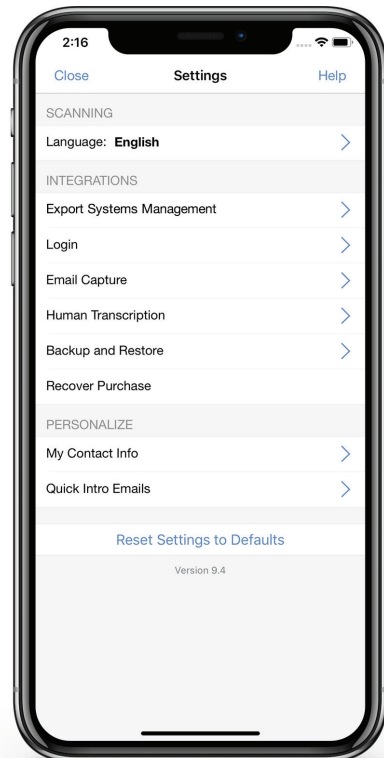 2:16
Close Settings Help
SCANNING
Language: English
INTEGRATIONS
Export Systems Management
Login
Email Capture
Human Transcription
Backup and Restore
Recover Purchase
PERSONALIZE
My Contact Info
Quick Intro Emails
Reset Settings to Defaults
Version 9.4